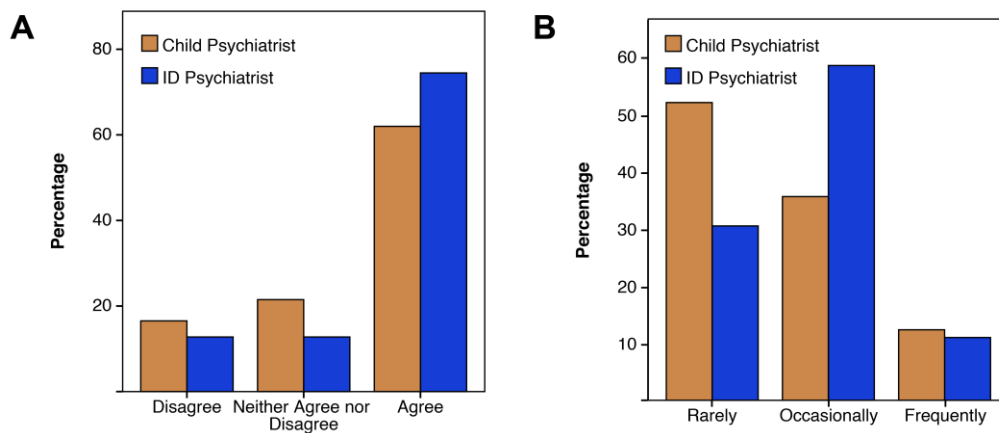 A
80
60
40
20
Percentage
Child Psychiatrist
ID Psychiatrist
Disagree
Neither Agree nor
Disagree
Agree
B
60
50
40
30
20
10
Percentage
Child Psychiatrist
ID Psychiatrist
Rarely
Occasionally
Frequently